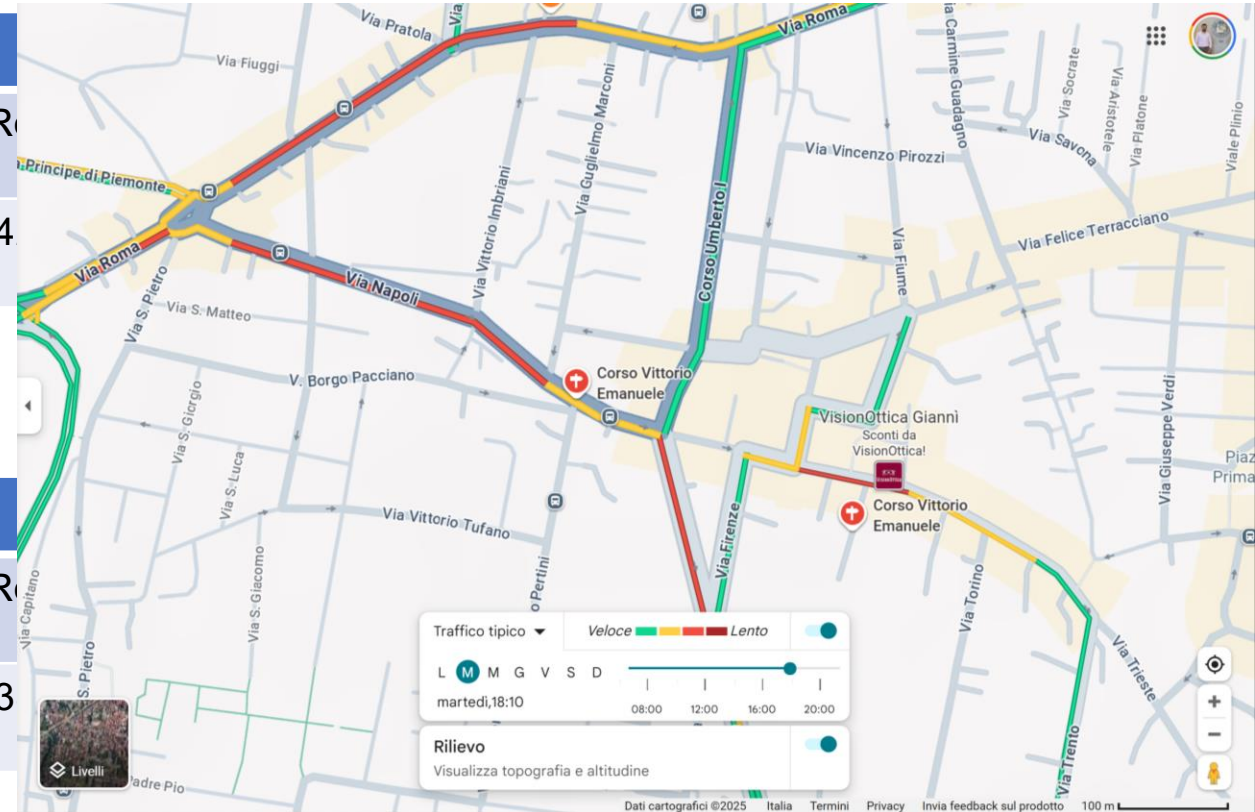 Via Roma
Via Pratola
Via
Via Fiuggi
Via Guglielmo Marconi
ia Carmine Guadagno
Via Socrate
Via Aristotele
Via Platone
Viale Plinio
Via Savona
Via Vincenzo Pirozzi
a Principe di Piemonte
Via Vittorio Imbriani
Corso Umberto I
Via Fiume
Via Felice Terracciano
4
Via Roma
Via S. Pietro
Via Napoli
Via S. Matteo
V. Borgo Pacciano
Corso Vittorio
Emanuele
Via S. Giorgio
VisionOttica Giannì
Sconti da
VisionOttica!
Via Giuseppe Verdi
Piaz
Prima
Via S. Luca
Corso Vittorio
Emanuele
Via Vittorio Tufano
Via Firenze
Via Capitano
Via S. Giacomo
o Pertini
Via Torino
Via Trieste
S. Pietro
3
Via Trento
Traffico tipico
Veloce Lento
L M M G V S D
martedì,18:10
08:00 12:00 16:00 20:00
Rilievo
Visualizza topografia e altitudine
Livelli
adre Pio
Dati cartografici ©2025 Italia Termini Privacy Invia feedback sul prodotto 100 m